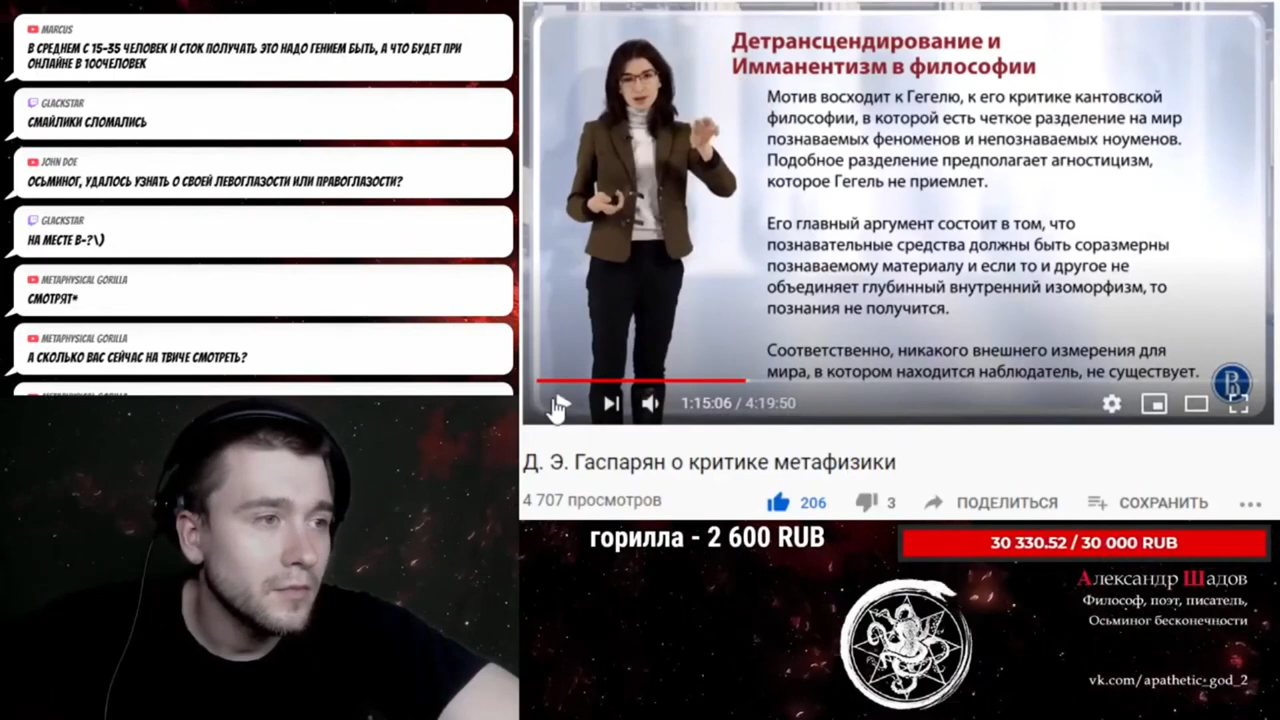 MARCUS
В СРЕДНЕМ С 15-35 ЧЕЛОВЕК И СТОК ПОЛУЧАТЬ ЭТО НАДО ГЕНИЕМ БЫТЬ, А ЧТО БУДЕТ ПРИ
ОНЛАЙНЕ В 100ЧЕЛОВЕК
GLACKSTAR
СМАЙЛИКИ СЛОМАЛИСЬ
JOHN DOE
ОСЬМИНОГ, УДАЛОСЬ УЗНАТЬ О СВОЕЙ ЛЕВОГЛАЗОСТИ ИЛИ ПРАВОГЛАЗОСТИ?
GLACKSTAR
НА МЕСТЕ В-?\)
METAPHYSICAL GORILLA
СМОТРЯТ*
METAPHYSICAL GORILLA
А СКОЛЬКО ВАС СЕЙЧАС НА ТВИЧЕ СМОТРЕТЬ?
Детрансцендирование и
Имманентизм в философии
Мотив восходит к Гегелю, к его критике кантовской
философии, в которой есть четкое разделение на мир
познаваемых феноменов и непознаваемых ноуменов.
Подобное разделение предполагает агностицизм,
которое Гегель не приемлет.
Его главный аргумент состоит в том, что
познавательные средства должны быть соразмерны
познаваемому материалу и если то и другое не
объединяет глубинный внутренний изоморфизм, то
познания не получится.
Соответственно, никакого внешнего измерения для
мира, в котором находится наблюдатель, не существует.
1:15:06 / 4:19:50
Д. Э. Гаспарян о критике метафизики
4 707 просмотров
206
3
ПОДЕЛИТЬСЯ
СОХРАНИТЬ
горилла - 2 600 RUB
30 330.52 / 30 000 RUB
Александр Шадов
Философ, поэт, писатель,
Осьминог бесконечности
vk.com/apathetic_god_2